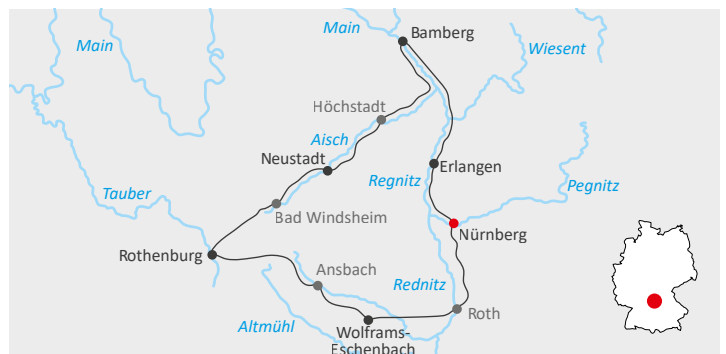 Main
Bamberg
Main
Wiesent
Höchstadt
Aisch
Neustadt
Erlangen
Regnitz
Pegnitz
Tauber
Bad Windsheim
Nürnberg
Rothenburg
Ansbach
Rednitz
Roth
Altmühl
Wolframs-
Eschenbach